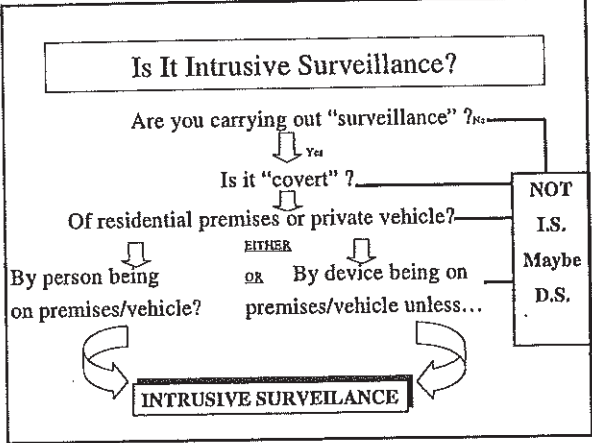 Is It Intrusive Surveillance?
Are you carrying out "surveillance" ? No
Yes
Is it "covert" ?
Of residential premises or private vehicle?
EITHER
By person being
on premises/vehicle?
OR By device being on
premises/vehicle unless...
NOT
I.S.
Maybe
D.S.
INTRUSIVE SURVEILANCE